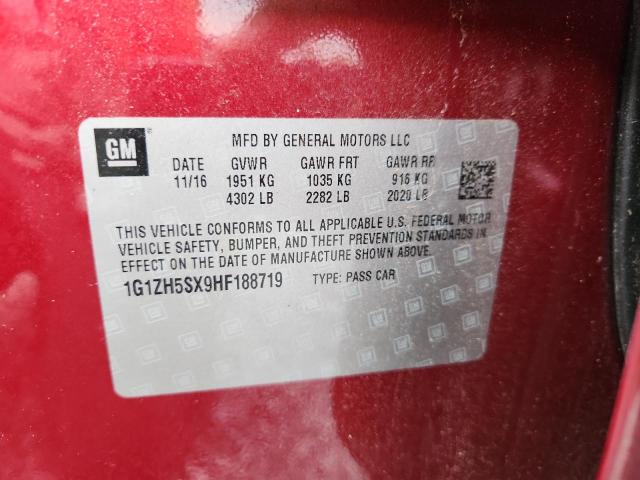 GM
MFD BY GENERAL MOTORS LLC
DATE GVWR GAWR FRT GAWR RR
11/16 1951 KG 1035 KG 916 KG
4302 LB 2282 LB 2020 LB
THIS VEHICLE CONFORMS TO ALL APPLICABLE U.S. FEDERAL MOTOR
VEHICLE SAFETY, BUMPER, AND THEFT PREVENTION STANDARDS IN
EFFECT ON THE DATE OF MANUFACTURE SHOWN ABOVE.
1G1ZH5SX9HF188719 TYPE: PASS CAR